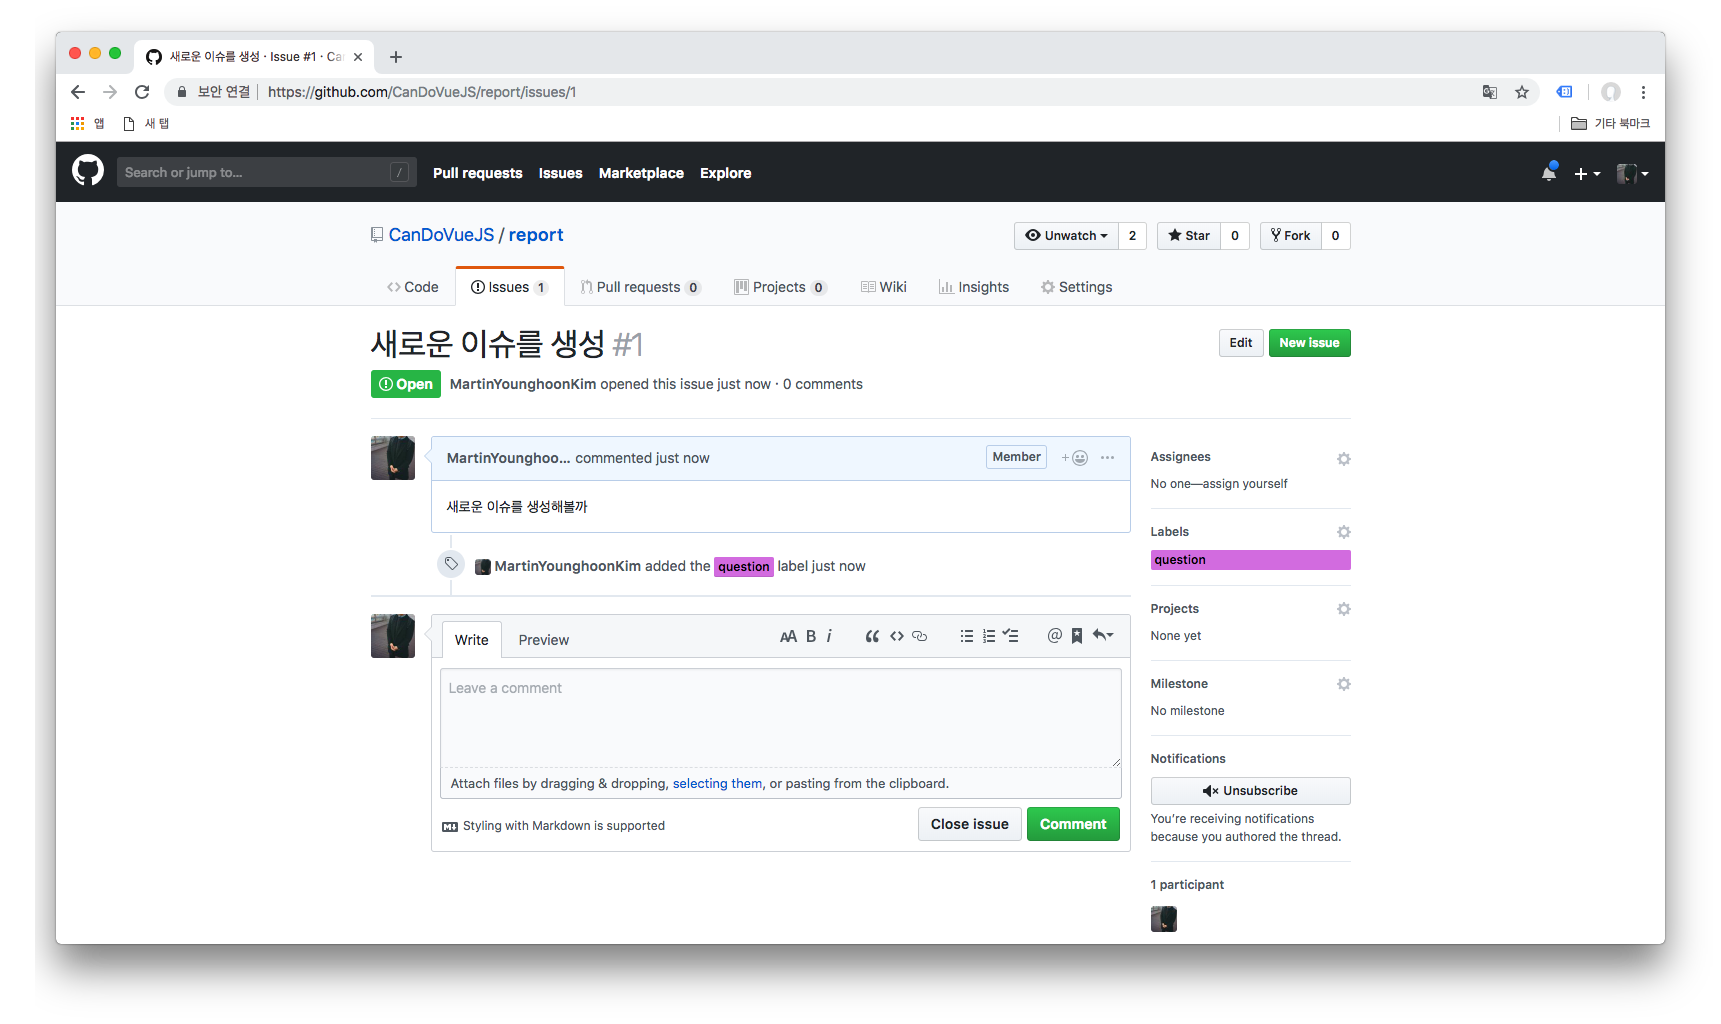 새로운 이슈를 생성 · Issue #1 · Ca
보안 연결 https://github.com/CanDoVueJS/report/issues/1
앱 새 탭 기타 북마크
Search or jump to... / Pull requests Issues Marketplace Explore
CanDoVueJS / report Unwatch 2 Star 0 Fork 0
Code Issues 1 Pull requests 0 Projects 0 Wiki Insights Settings
새로운 이슈를 생성 #1 Edit New issue
Open MartinYounghoonKim opened this issue just now · 0 comments
MartinYounghoo... commented just now Member
새로운 이슈를 생성해볼까
MartinYounghoonKim added the question label just now
Write Preview AA B i
Leave a comment
Attach files by dragging & dropping, selecting them, or pasting from the clipboard.
Styling with Markdown is supported Close issue Comment
Assignees
No one—assign yourself
Labels
question
Projects
None yet
Milestone
No milestone
Notifications
Unsubscribe
You're receiving notifications
because you authored the thread.
1 participant